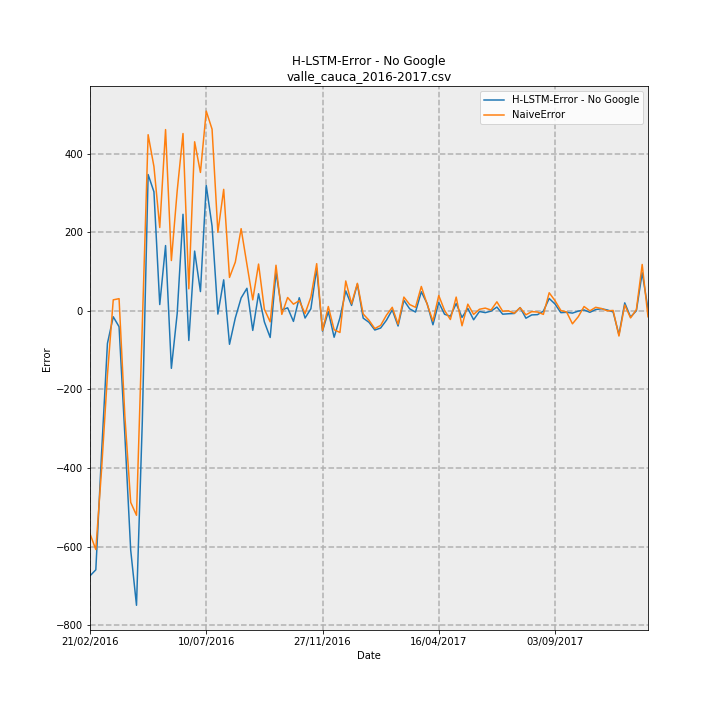 H-LSTM-Error - No Google
valle_cauca_2016-2017.csv
H-LSTM-Error - No Google
NaiveError
Error
400
200
0
−200
−400
−600
−800
21/02/2016
10/07/2016
27/11/2016
16/04/2017
03/09/2017
Date